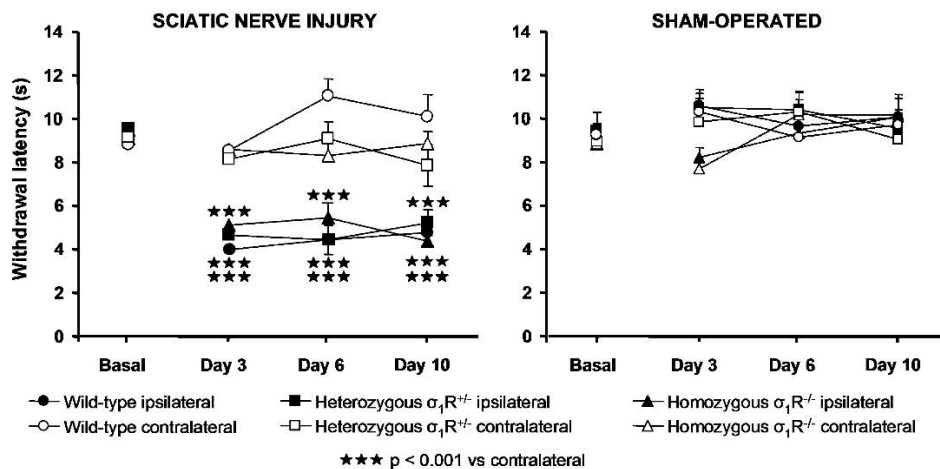 SCIATIC NERVE INJURY
SHAM-OPERATED
Withdrawal latency (s)
14
12
10
8
6
4
2
0
★★★
★★★
★★★
★★★
★★★
★★★
★★★
★★★
★★★
Basal Day 3 Day 6 Day 10
14
12
10
8
6
4
2
0
Basal Day 3 Day 6 Day 10
Wild-type ipsilateral
Heterozygous σ₁R⁺/⁻ ipsilateral
Homozygous σ₁R⁻/⁻ ipsilateral
Wild-type contralateral
Heterozygous σ₁R⁺/⁻ contralateral
Homozygous σ₁R⁻/⁻ contralateral
★★★ p < 0.001 vs contralateral